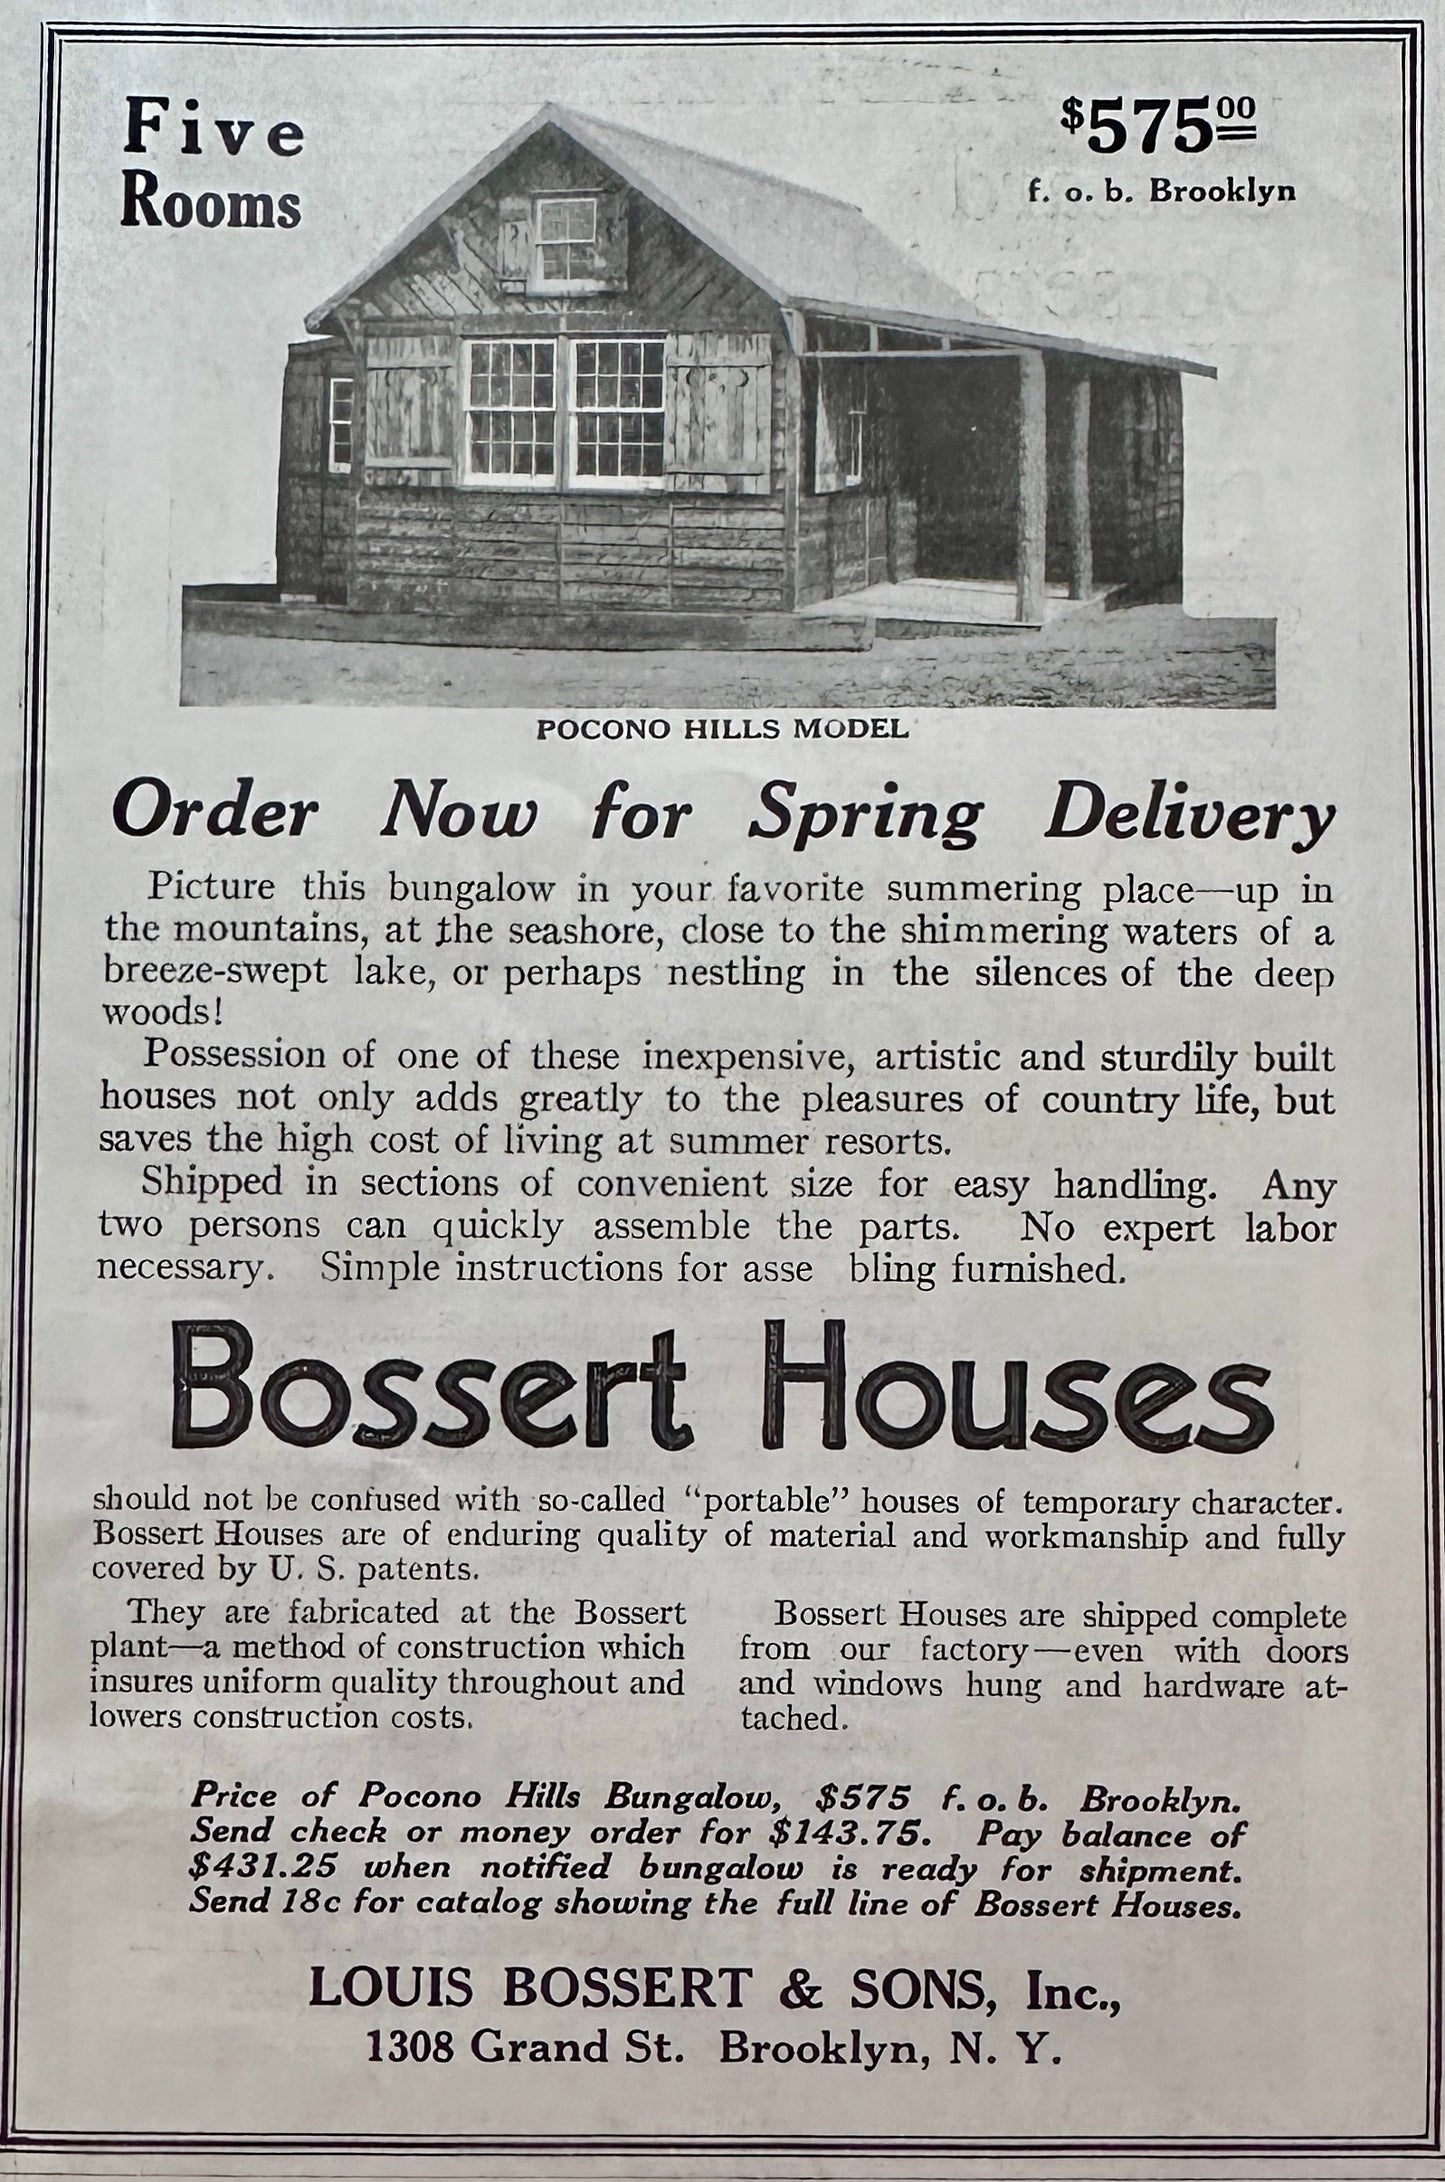 Five
Rooms
$575.00
f. o. b. Brooklyn
POCONO HILLS MODEL
Order Now for Spring Delivery
Picture this bungalow in your favorite summering place—up in
the mountains, at the seashore, close to the shimmering waters of a
breeze-swept lake, or perhaps nestling in the silences of the deep
woods!
Possession of one of these inexpensive, artistic and sturdily built
houses not only adds greatly to the pleasures of country life, but
saves the high cost of living at summer resorts.
Shipped in sections of convenient size for easy handling. Any
two persons can quickly assemble the parts. No expert labor
necessary. Simple instructions for asse bling furnished.
Bossert Houses
should not be confused with so-called "portable" houses of temporary character.
Bossert Houses are of enduring quality of material and workmanship and fully
covered by U. S. patents.
They are fabricated at the Bossert
plant—a method of construction which
insures uniform quality throughout and
lowers construction costs.
Bossert Houses are shipped complete
from our factory—even with doors
and windows hung and hardware at-
tached.
Price of Pocono Hills Bungalow, $575 f. o. b. Brooklyn.
Send check or money order for $143.75. Pay balance of
$431.25 when notified bungalow is ready for shipment.
Send 18c for catalog showing the full line of Bossert Houses.
LOUIS BOSSERT & SONS, Inc.,
1308 Grand St. Brooklyn, N. Y.